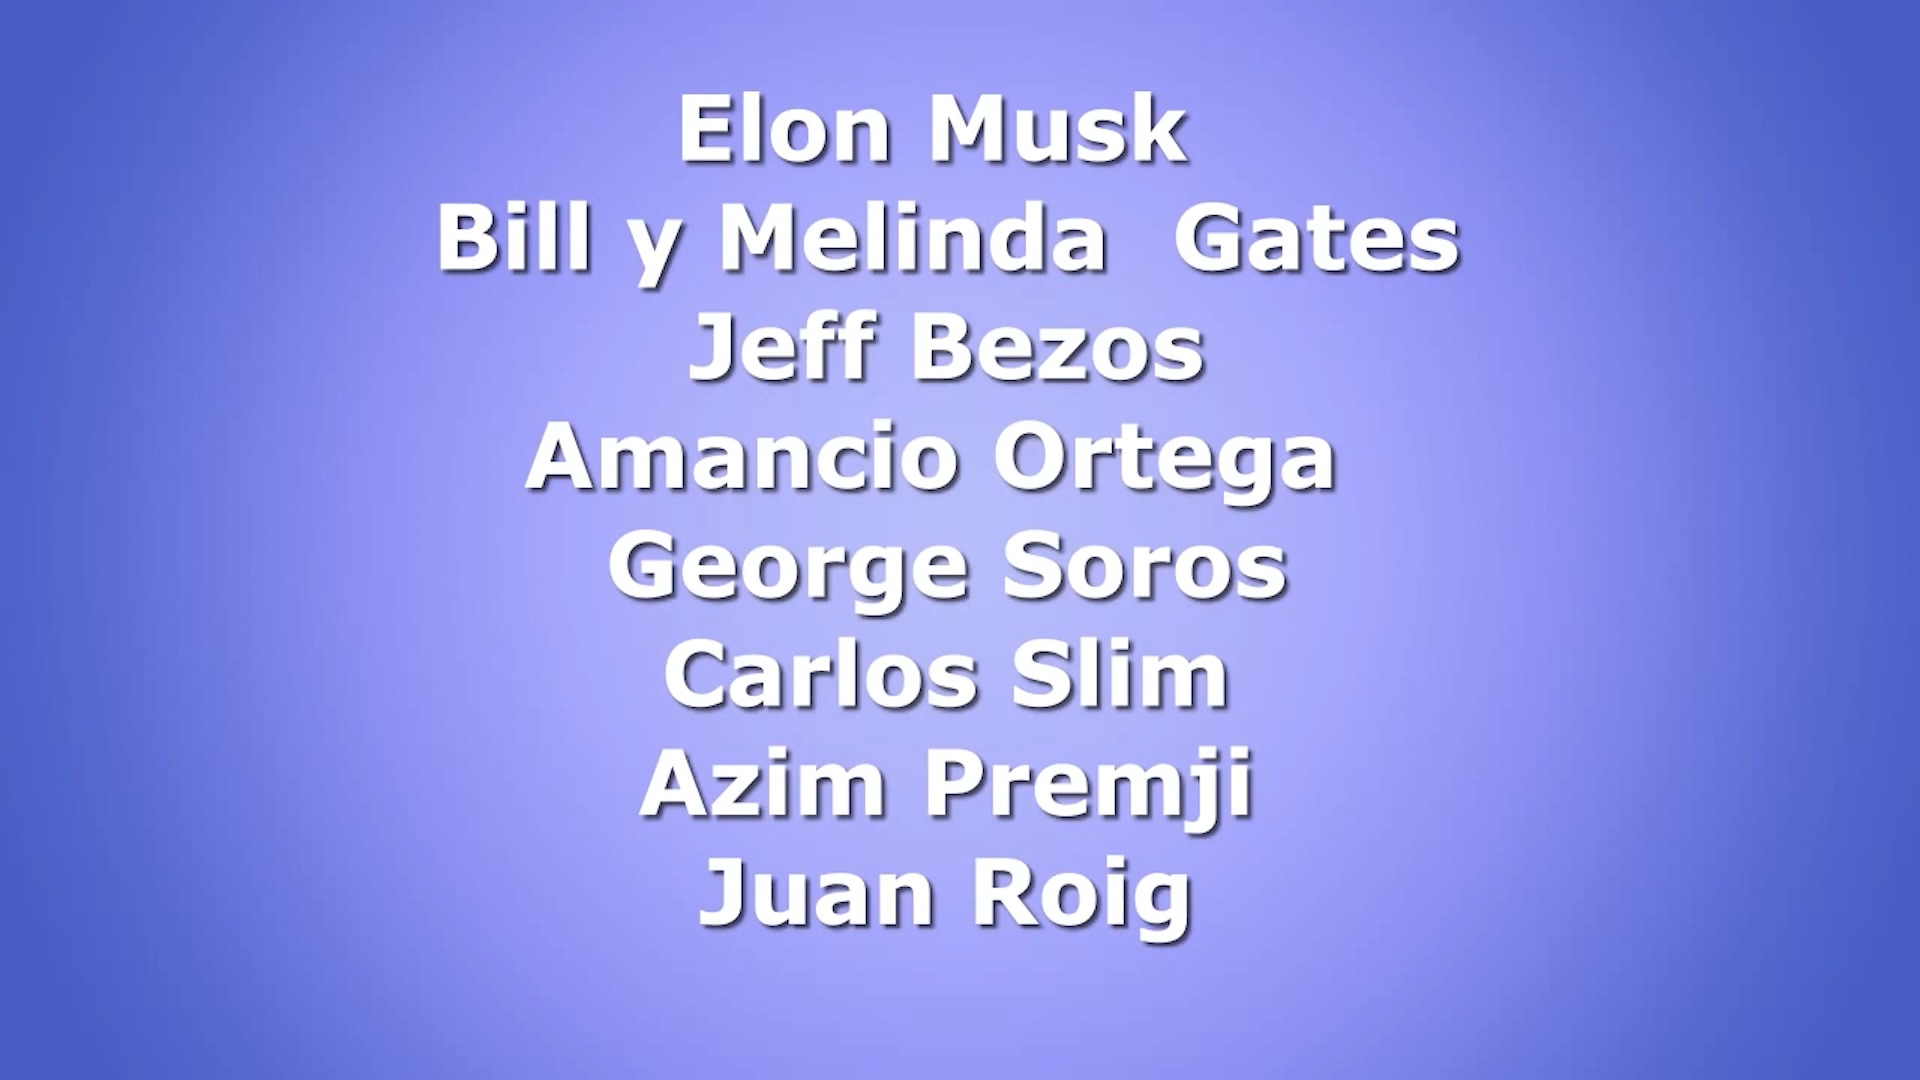 Elon Musk
Bill y Melinda  Gates
Jeff Bezos
Amancio Ortega
George Soros
Carlos Slim
Azim Premji
Juan Roig